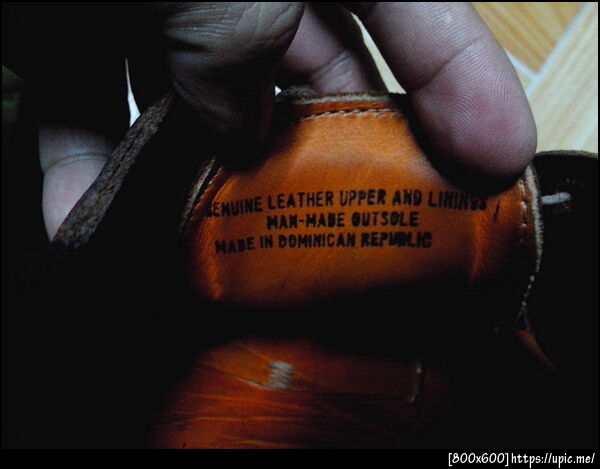 GENUINE LEATHER UPPER AND LININGS
MAN-MADE OUTSOLE
MADE IN DOMINICAN REPUBLIC
[800x600]https://upic.me/